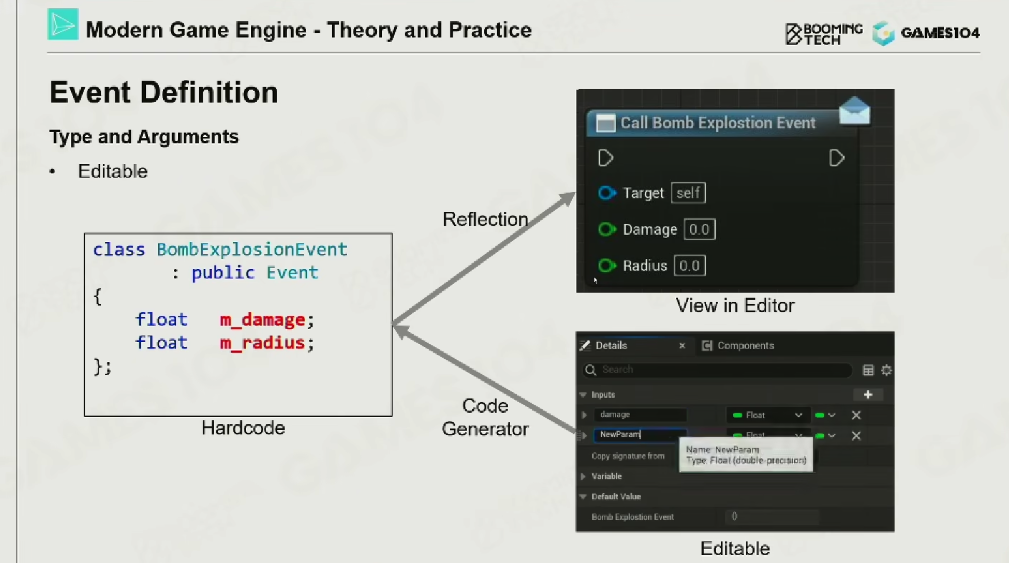 Modern Game Engine - Theory and Practice
BOOMING
TECH
GAMES104
Event Definition
Type and Arguments
• Editable
class BombExplosionEvent
: public Event
{
float m_damage;
float m_radius;
};
Hardcode
Reflection
Code
Generator
Call Bomb Explostion Event
Target self
Damage 0.0
Radius 0.0
View in Editor
Details
Components
Search
Inputs
damage Float
NewParam Float
Name: NewParam
Type: Float (double-precision)
Copy signature from
Variable
Default Value
Bomb Explostion Event ()
Editable